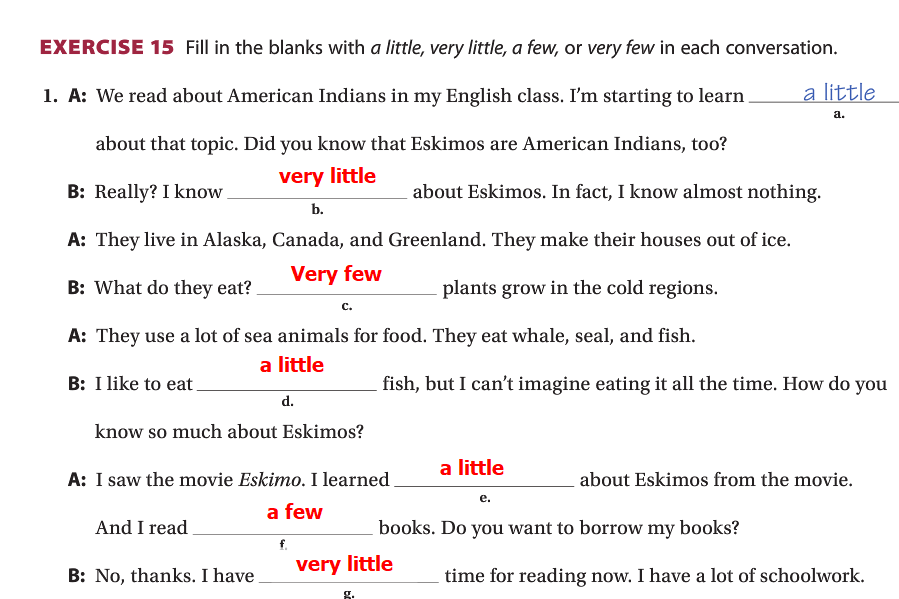 EXERCISE 15 Fill in the blanks with a little, very little, a few, or very few in each conversation.
1. A: We read about American Indians in my English class. I'm starting to learn a little
a.
about that topic. Did you know that Eskimos are American Indians, too?
B: Really? I know very little about Eskimos. In fact, I know almost nothing.
b.
A: They live in Alaska, Canada, and Greenland. They make their houses out of ice.
B: What do they eat? Very few plants grow in the cold regions.
c.
A: They use a lot of sea animals for food. They eat whale, seal, and fish.
B: I like to eat a little fish, but I can't imagine eating it all the time. How do you
d.
know so much about Eskimos?
A: I saw the movie Eskimo. I learned a little about Eskimos from the movie.
e.
And I read a few books. Do you want to borrow my books?
f.
B: No, thanks. I have very little time for reading now. I have a lot of schoolwork.
g.